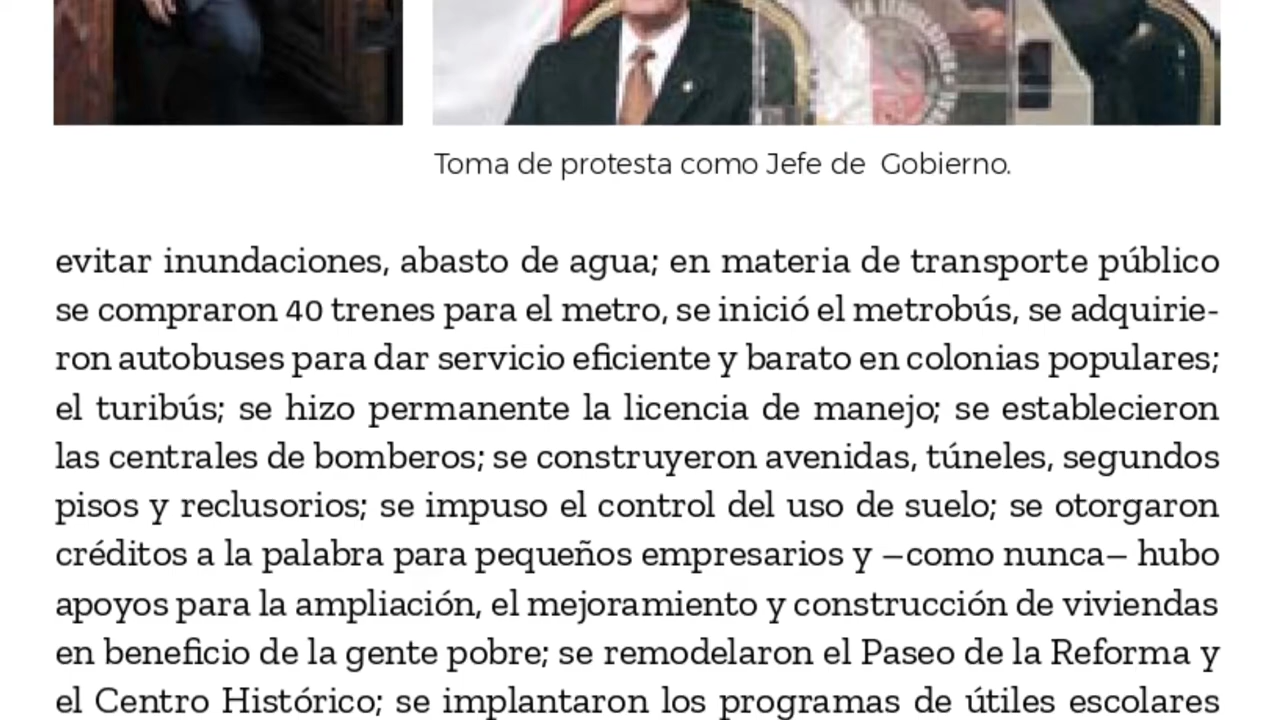 LA LEGISLATURA
Toma de protesta como Jefe de Gobierno.
evitar inundaciones, abasto de agua; en materia de transporte público
se compraron 40 trenes para el metro, se inició el metrobús, se adquirie-
ron autobuses para dar servicio eficiente y barato en colonias populares;
el turibús; se hizo permanente la licencia de manejo; se establecieron
las centrales de bomberos; se construyeron avenidas, túneles, segundos
pisos y reclusorios; se impuso el control del uso de suelo; se otorgaron
créditos a la palabra para pequeños empresarios y –como nunca– hubo
apoyos para la ampliación, el mejoramiento y construcción de viviendas
en beneficio de la gente pobre; se remodelaron el Paseo de la Reforma y
el Centro Histórico; se implantaron los programas de útiles escolares